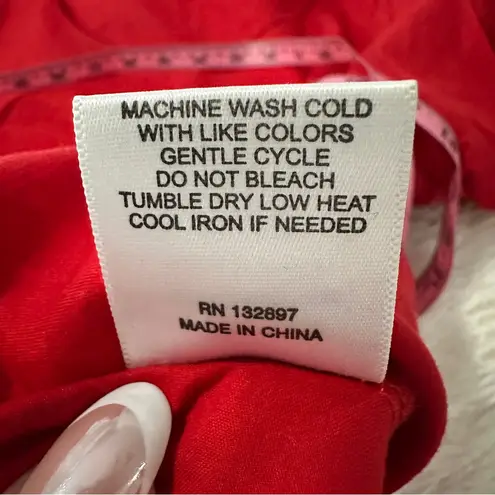 MACHINE WASH COLD
WITH LIKE COLORS
GENTLE CYCLE
DO NOT BLEACH
TUMBLE DRY LOW HEAT
COOL IRON IF NEEDED
RN 132897
MADE IN CHINA